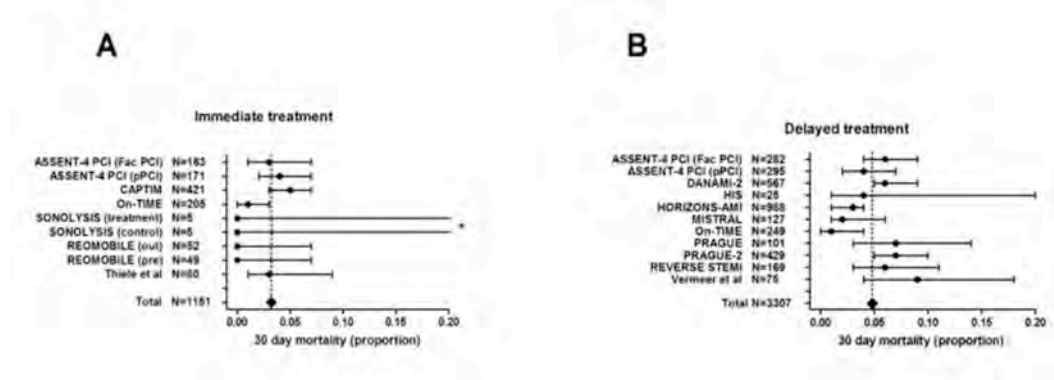 A
B
Immediate treatment
ASSENT-4 PCI (Fac PCI) N=163
ASSENT-4 PCI (pPCI) N=171
CAPTIM N=421
On-TIME N=205
SONOLYSIS (treatment) N=5
SONOLYSIS (control) N=5
*
REOMOBILE (out) N=52
REOMOBILE (pre) N=49
Thiele et al N=80
Total N=1151
0.00 0.05 0.10 0.15 0.20
30 day mortality (proportion)
Delayed treatment
ASSENT-4 PCI (Fac PCI) N=282
ASSENT-4 PCI (pPCI) N=295
DANAMI-2 N=567
HIS N=25
HORIZONS-AMI N=988
MISTRAL N=127
On-TIME N=249
PRAGUE N=101
PRAGUE-2 N=429
REVERSE STEMI N=169
Vermeer et al N=75
Total N=3307
0.00 0.05 0.10 0.15 0.20
30 day mortality (proportion)